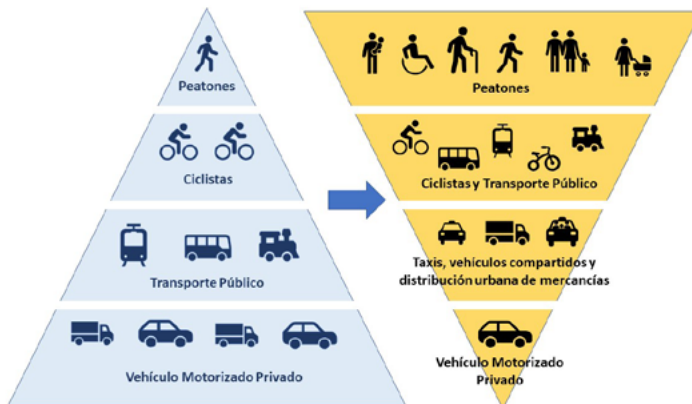 Peatones
Ciclistas
Transporte Público
Vehículo Motorizado Privado
Peatones
Ciclistas y Transporte Público
Taxis, vehículos compartidos y
distribución urbana de mercancías
Vehículo Motorizado
Privado